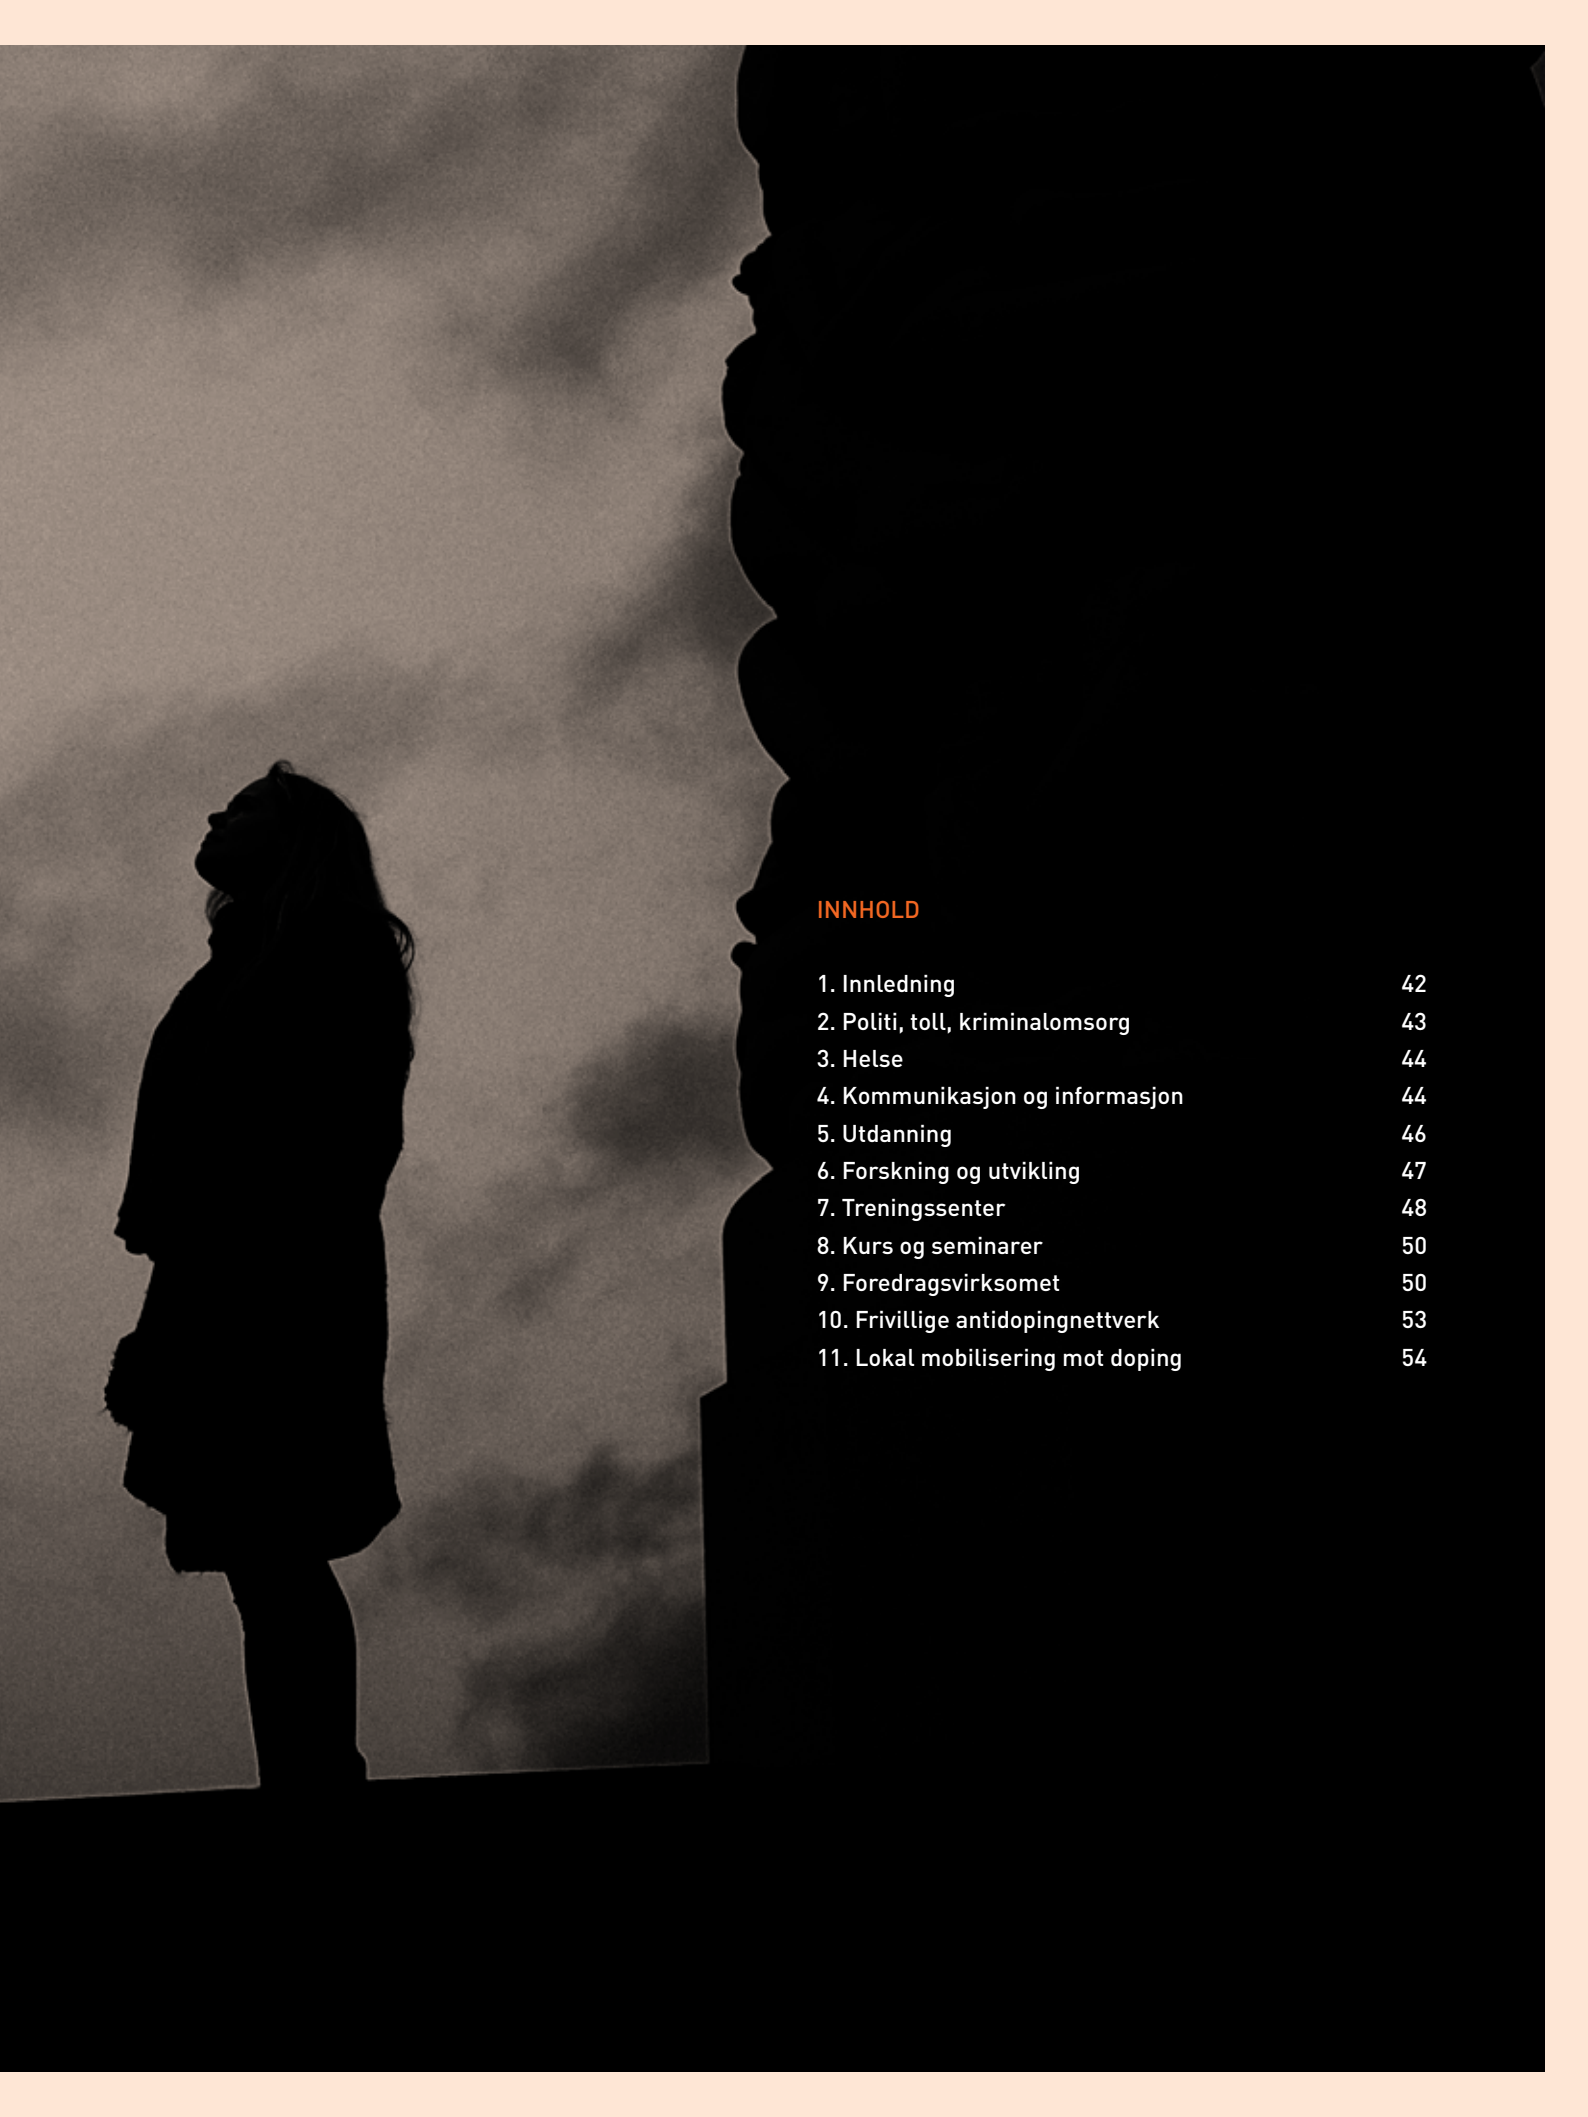 INNHOLD
1. Innledning 42
2. Politi, toll, kriminalomsorg 43
3. Helse 44
4. Kommunikasjon og informasjon 44
5. Utdanning 46
6. Forskning og utvikling 47
7. Treningssenter 48
8. Kurs og seminarer 50
9. Foredragsvirksomet 50
10. Frivillige antidopingnettverk 53
11. Lokal mobilisering mot doping 54